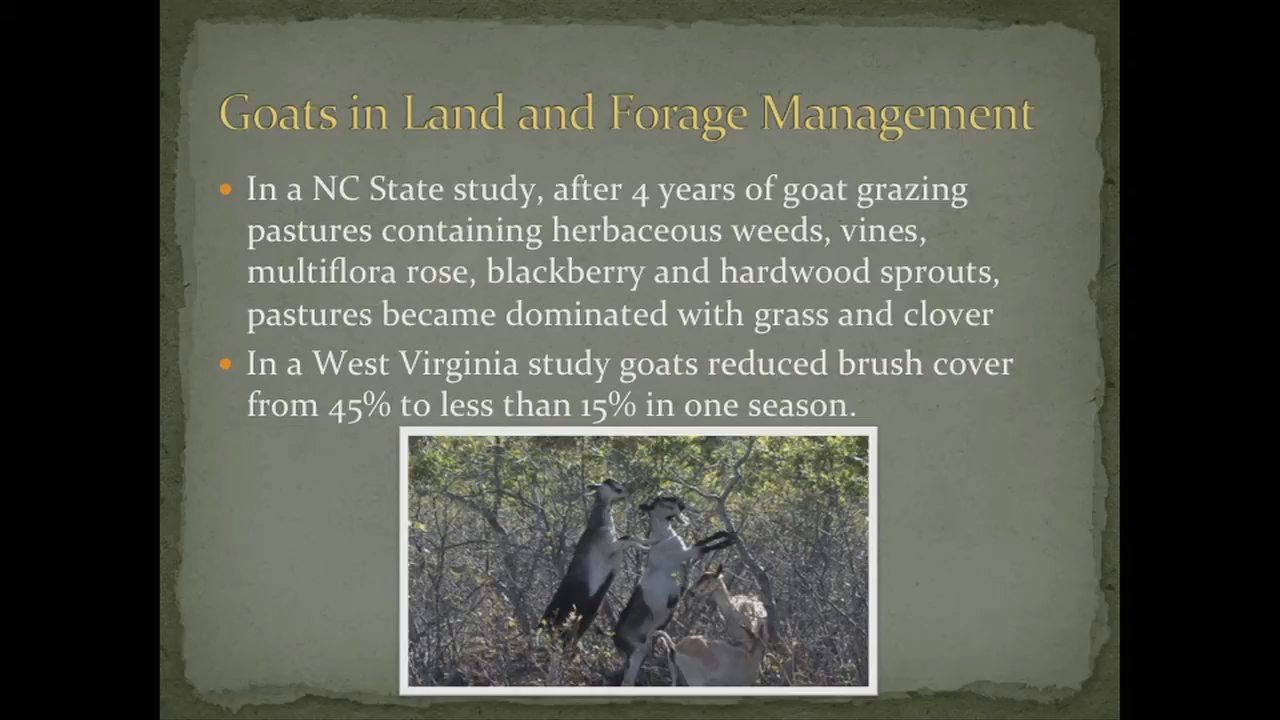 Goats in Land and Forage Management
• In a NC State study, after 4 years of goat grazing
pastures containing herbaceous weeds, vines,
multiflora rose, blackberry and hardwood sprouts,
pastures became dominated with grass and clover
• In a West Virginia study goats reduced brush cover
from 45% to less than 15% in one season.